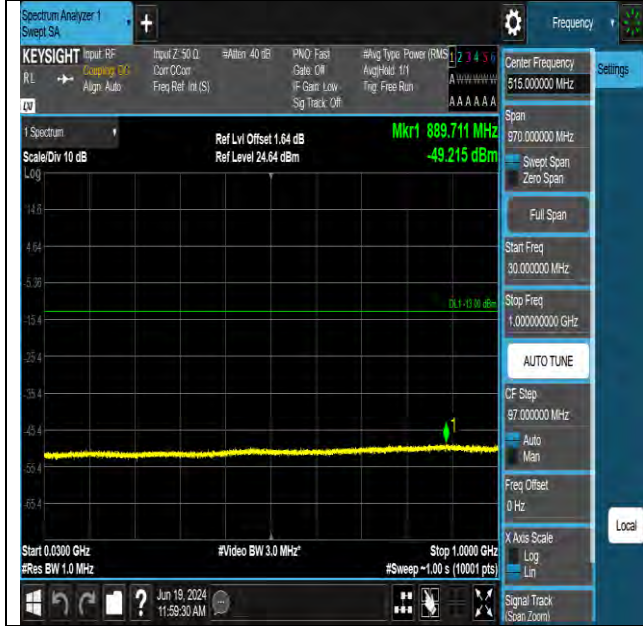 Spectrum Analyzer 1
Swept SA
+
Frequency
KEYSIGHT
RL
Input: RF
Coupling: DC
Align: Auto
Input Z: 50 Ω
Corr CCorr
Freq Ref: Int (S)
#Atten: 40 dB
PNO: Fast
Gate: Off
IF Gain: Low
Sig Track: Off
#Avg Type: Power (RMS
Avg|Hold: 1/1
Trig: Free Run
1 2 3 4 5 6
A W W W W W
A A A A A A
1 Spectrum
Scale/Div 10 dB
Log
Ref Lvl Offset 1.64 dB
Ref Level 24.64 dBm
Mkr1 889.711 MHz
-49.215 dBm
14.6
4.64
-5.36
-15.4
-25.4
-35.4
-45.4
-55.4
-65.4
DL1 -13.00 dBm
1
Start 0.0300 GHz
#Res BW 1.0 MHz
#Video BW 3.0 MHz*
Stop 1.0000 GHz
#Sweep ~1.00 s (10001 pts)
Jun 19, 2024
11:59:30 AM
Center Frequency
515.000000 MHz
Settings
Span
970.000000 MHz
Swept Span
Zero Span
Full Span
Start Freq
30.000000 MHz
Stop Freq
1.000000000 GHz
AUTO TUNE
CF Step
97.000000 MHz
Auto
Man
Freq Offset
0 Hz
X Axis Scale
Log
Lin
Local
Signal Track
(Span Zoom)